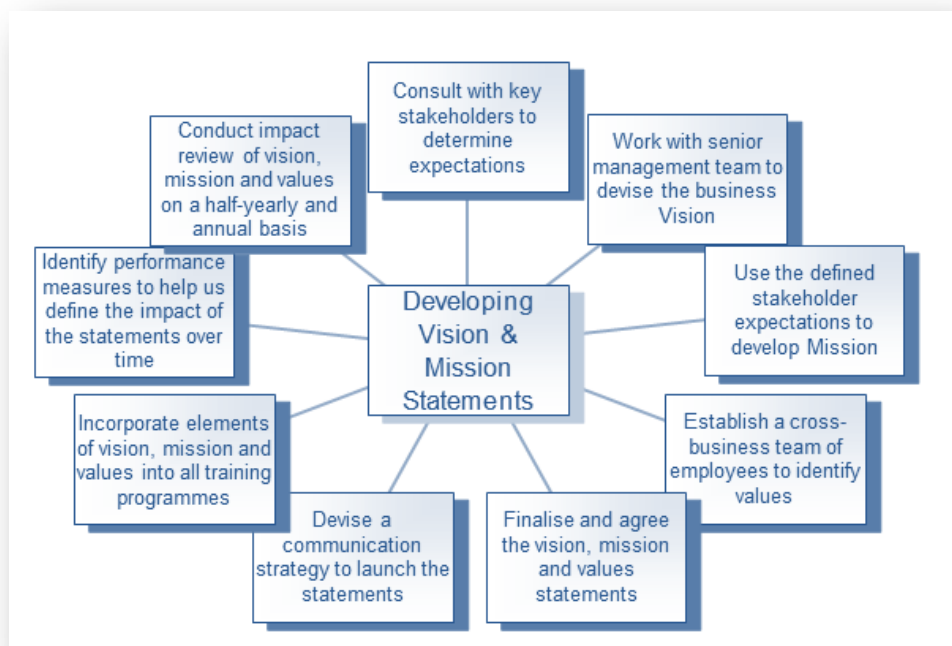 Developing
Vision &
Mission
Statements
Consult with key
stakeholders to
determine
expectations
Work with senior
management team to
devise the business
Vision
Use the defined
stakeholder
expectations to
develop Mission
Establish a cross-
business team of
employees to identify
values
Finalise and agree
the vision, mission
and values
statements
Devise a
communication
strategy to launch the
statements
Incorporate elements
of vision, mission and
values into all training
programmes
Identify performance
measures to help us
define the impact of
the statements over
time
Conduct impact
review of vision,
mission and values
on a half-yearly and
annual basis